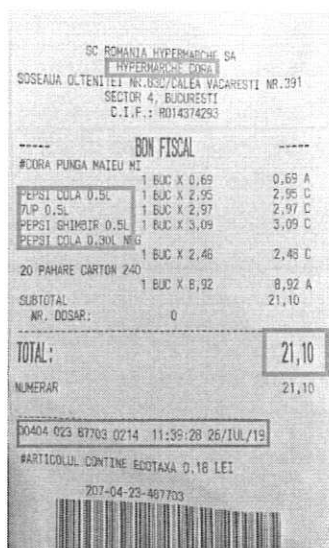 SC ROMANIA HYPERMARCHE SA
HYPERMARCHE CORA
SOSEAUA OLTENITEI NR. CALEA VACARESTI NR.391
SECTOR 4, BUCURESTI
C.I.F.: RO14374293
----- BON FISCAL -----
#CORA PUNGA MAIEU MI
1 BUC X 0,69 0,69 A
PEPSI COLA 0.5L 1 BUC X 2,95 2,95 C
7UP 0.5L 1 BUC X 2,97 2,97 C
PEPSI GHIMBIR 0.5L 1 BUC X 3,09 3,09 C
PEPSI COLA 0.30L NRG
1 BUC X 2,48 2,48 C
20 PAHARE CARTON 240
1 BUC X 8,92 8,92 A
SUBTOTAL 21,10
NR. DOSAR: 0
TOTAL: 21,10
NUMERAR 21,10
00404 023 87703 0214 11:39:28 26/IUL/19
#ARTICOLUL CONTINE ECOTAXA 0.18 LEI
207-04-23-487703